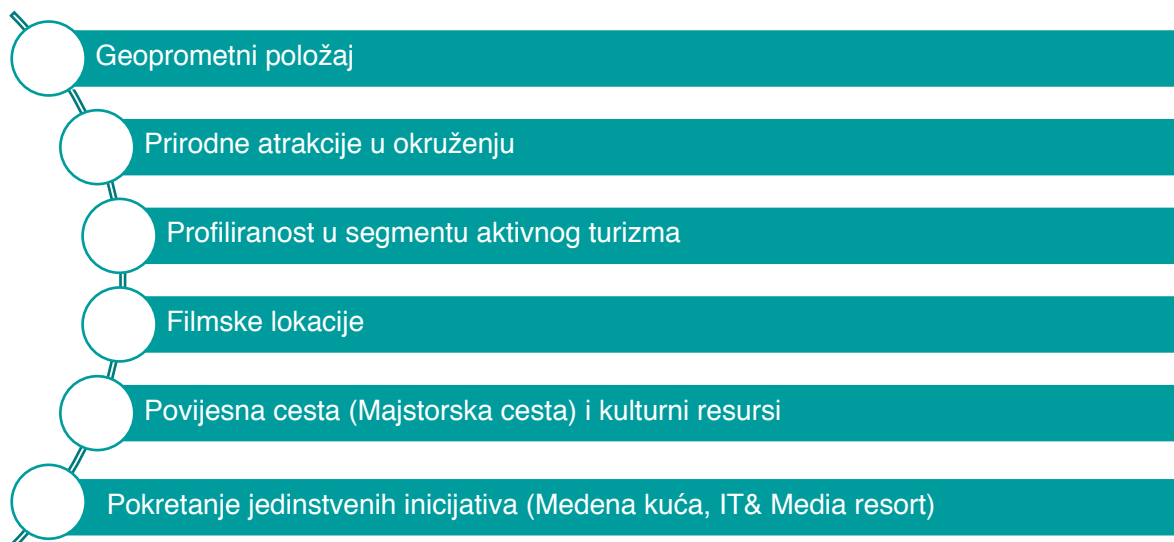 Geoprometni položaj
Prirodne atrakcije u okruženju
Profiliranost u segmentu aktivnog turizma
Filmske lokacije
Povijesna cesta (Majstorska cesta) i kulturni resursi
Pokretanje jedinstvenih inicijativa (Medena kuća, IT& Media resort)